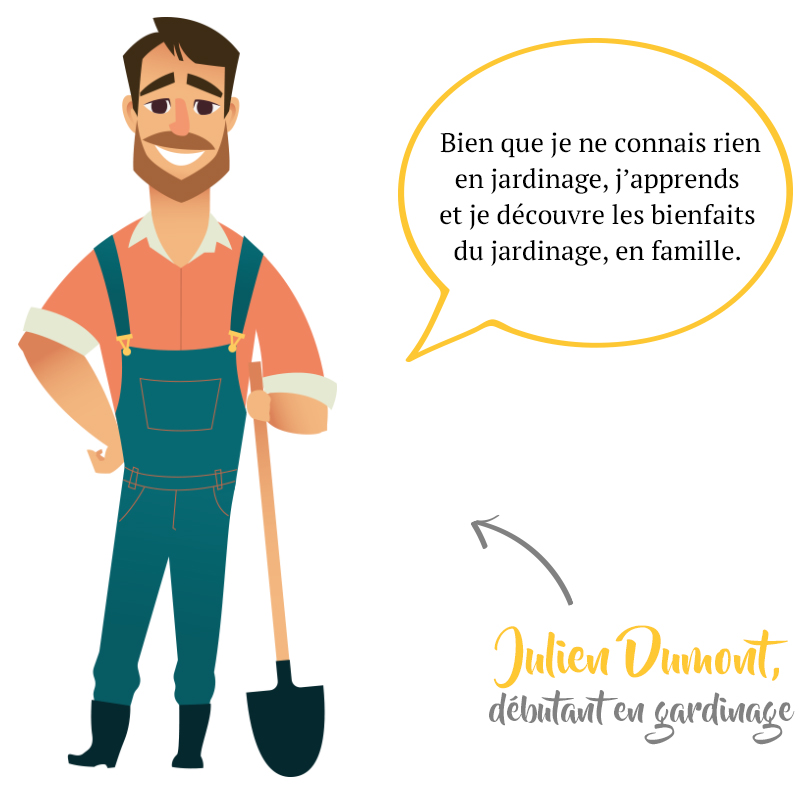 Bien que je ne connais rien
en jardinage, j’apprends
et je découvre les bienfaits
du jardinage, en famille.
Julien Dumont,
débutant en gardinage